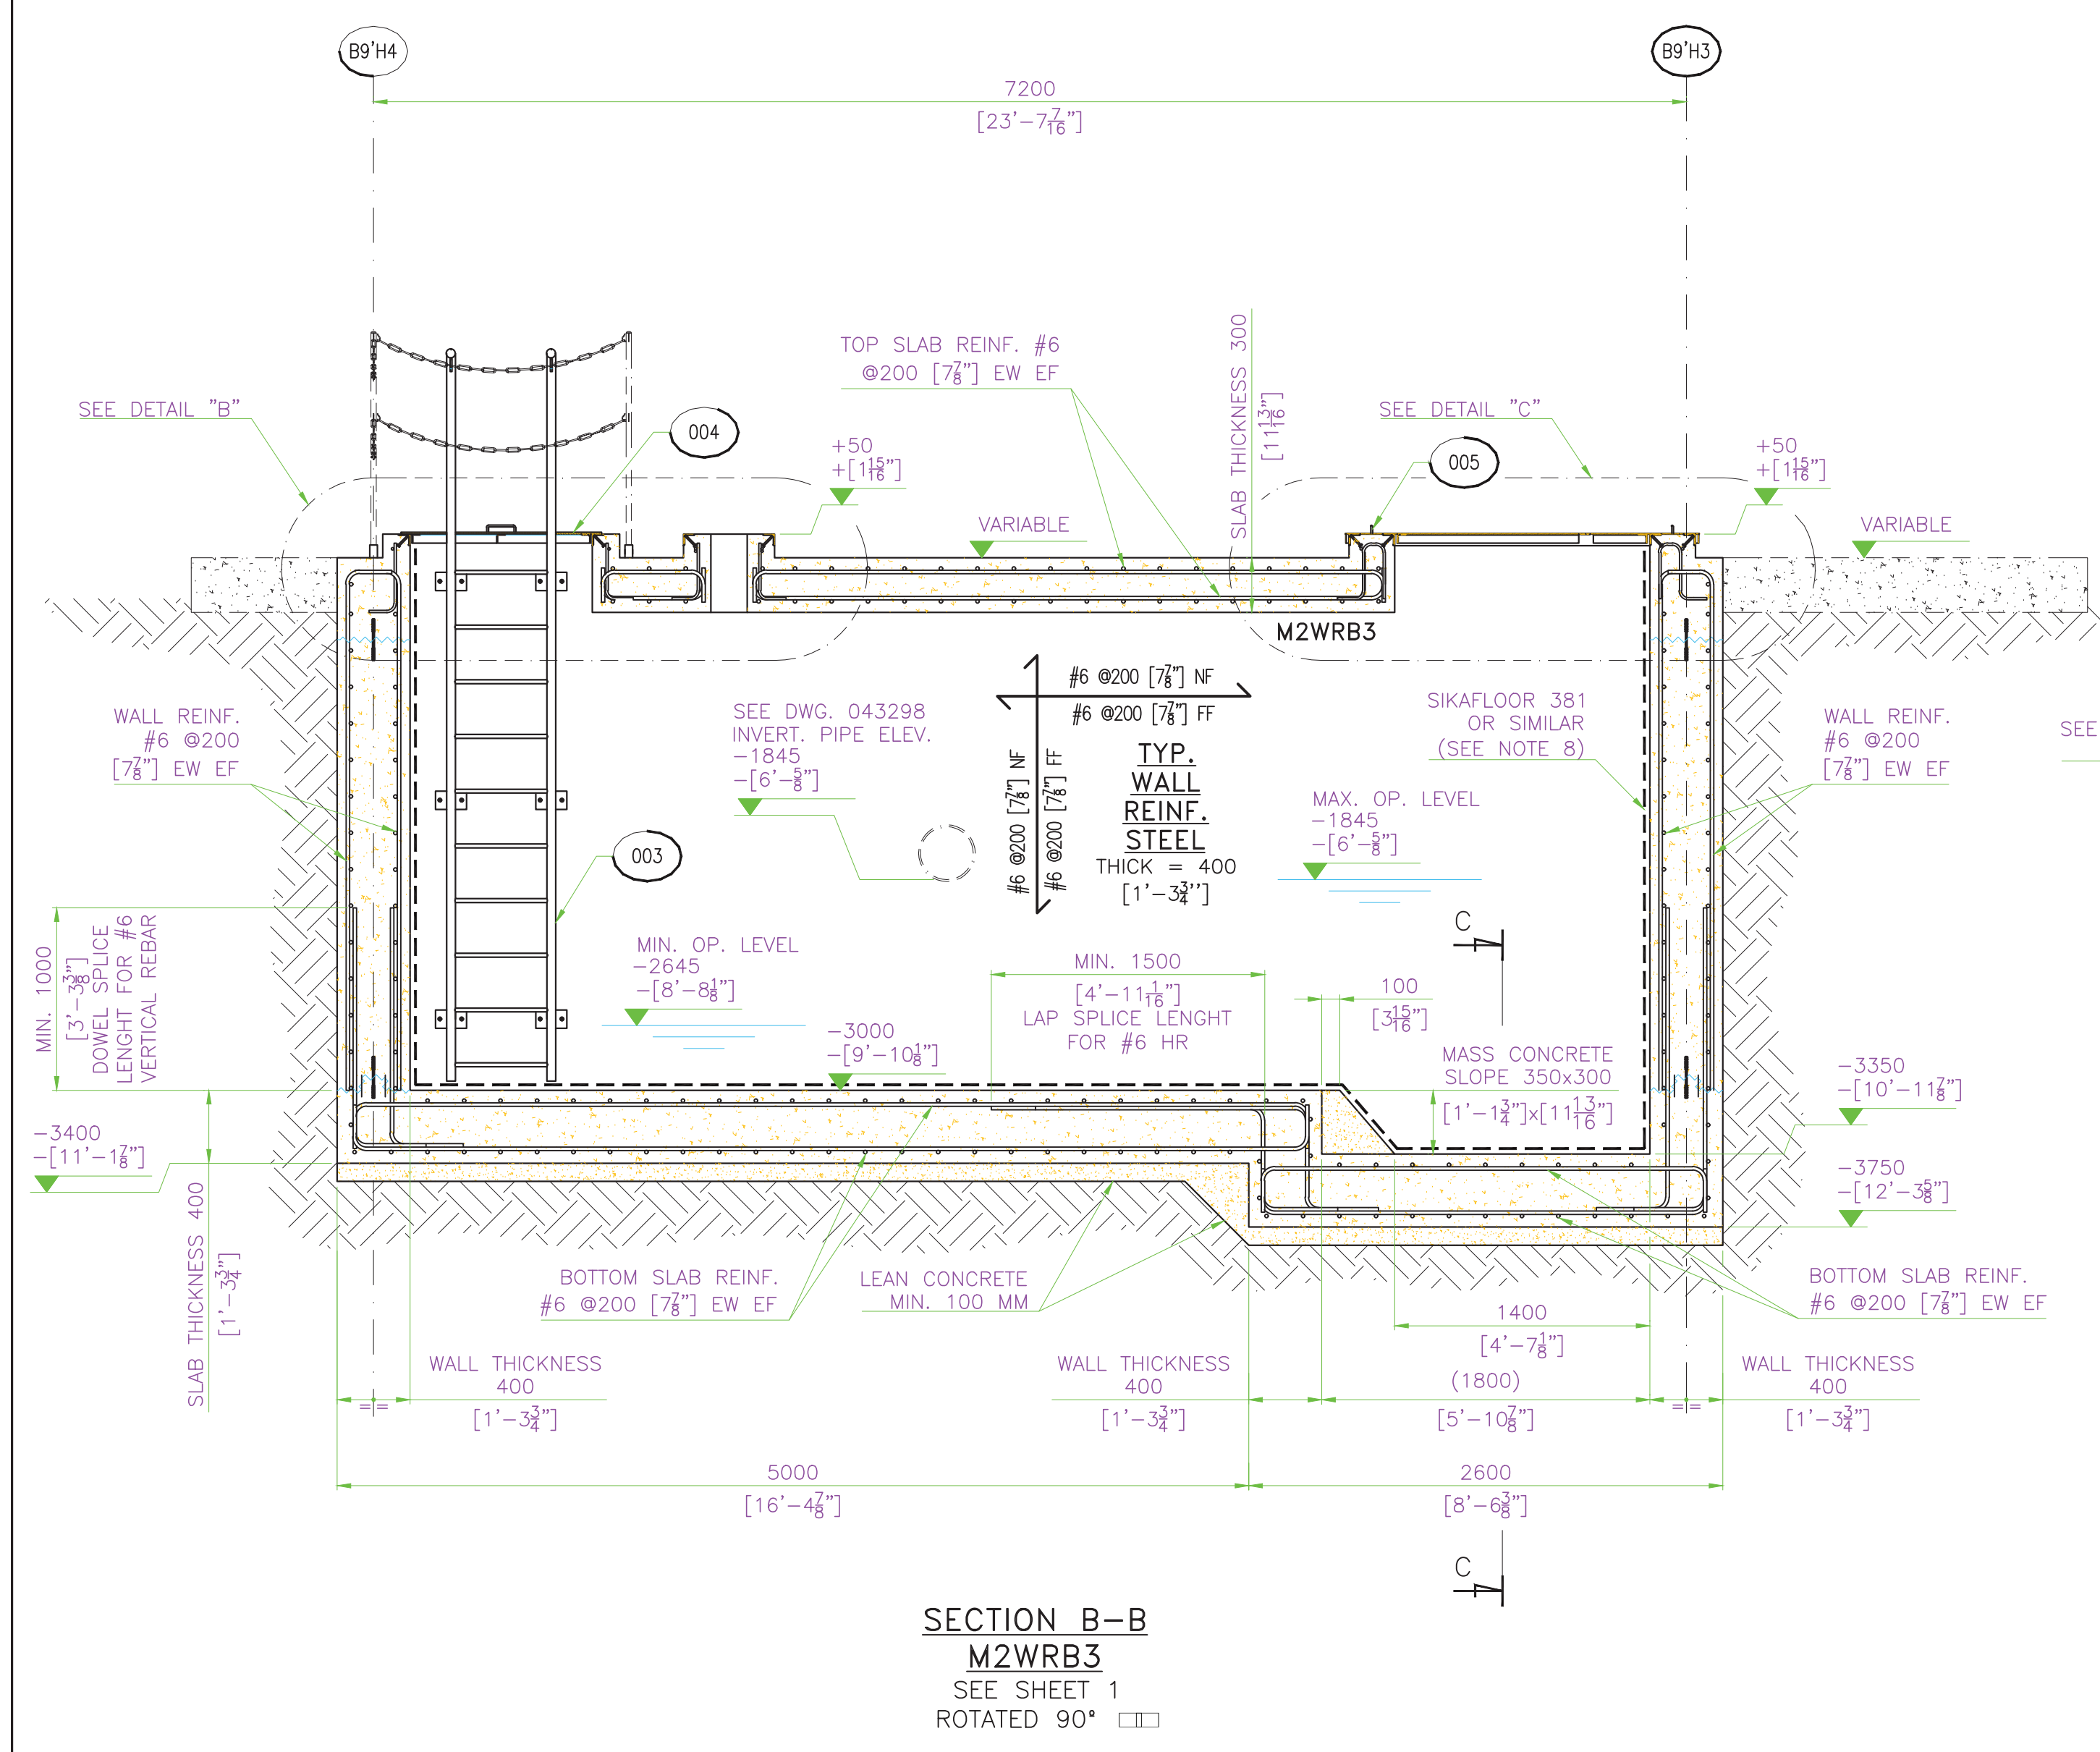 B9'H4
B9'H3
7200
[23'-7 7/16"]
TOP SLAB REINF. #6
@200 [7 7/8"] EW EF
SLAB THICKNESS 300
[11 13/16"]
SEE DETAIL "B"
004
+50
+[1 15/16"]
SEE DETAIL "C"
005
+50
+[1 15/16"]
VARIABLE
VARIABLE
M2WRB3
#6 @200 [7 7/8"] NF
#6 @200 [7 7/8"] FF
#6 @200 [7 7/8"] NF
#6 @200 [7 7/8"] FF
TYP.
WALL
REINF.
STEEL
THICK = 400
[1'-3 3/4'']
WALL REINF.
#6 @200
[7 7/8"] EW EF
SEE DWG. 043298
INVERT. PIPE ELEV.
-1845
-[6'-5/8"]
SIKAFLOOR 381
OR SIMILAR
(SEE NOTE 8)
WALL REINF.
#6 @200
[7 7/8"] EW EF
SEE
MAX. OP. LEVEL
-1845
-[6'-5/8"]
003
MIN. 1000
[3'-3 3/8"]
DOWEL SPLICE
LENGHT FOR #6
VERTICAL REBAR
MIN. OP. LEVEL
-2645
-[8'-8 1/8"]
C
MIN. 1500
[4'-11 1/16"]
LAP SPLICE LENGHT
FOR #6 HR
100
[3 15/16"]
-3000
-[9'-10 1/8"]
MASS CONCRETE
SLOPE 350x300
[1'-1 3/4"]x[11 13/16"]
-3350
-[10'-11 7/8"]
-3400
-[11'-1 7/8"]
-3750
-[12'-3 5/8"]
SLAB THICKNESS 400
[1'-3 3/4"]
BOTTOM SLAB REINF.
#6 @200 [7 7/8"] EW EF
LEAN CONCRETE
MIN. 100 MM
BOTTOM SLAB REINF.
#6 @200 [7 7/8"] EW EF
1400
[4'-7 1/8"]
WALL THICKNESS
400
[1'-3 3/4"]
WALL THICKNESS
400
[1'-3 3/4"]
(1800)
[5'-10 7/8"]
WALL THICKNESS
400
[1'-3 3/4"]
==
==
5000
[16'-4 7/8"]
2600
[8'-6 3/8"]
C
SECTION B-B
M2WRB3
SEE SHEET 1
ROTATED 90°